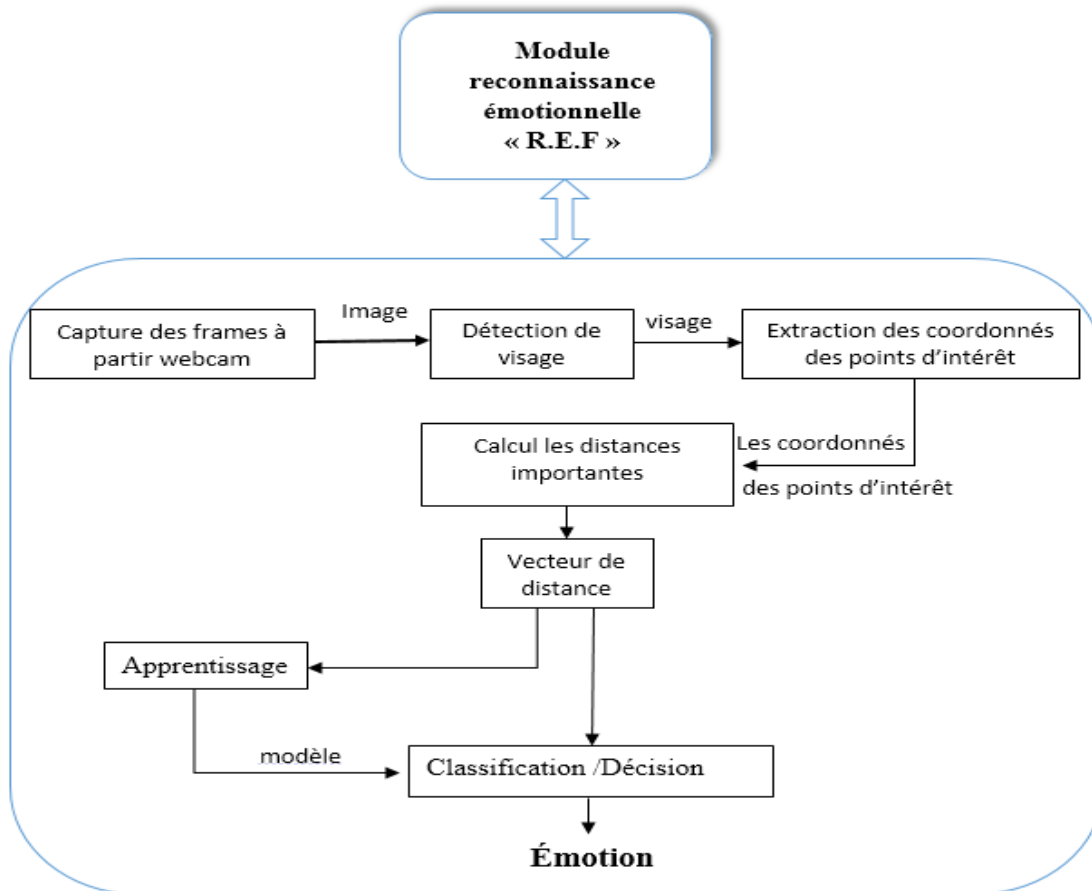 Module
reconnaissance
émotionnelle
« R.E.F »
Capture des frames à
partir webcam
Image
Détection de
visage
visage
Extraction des coordonnés
des points d'intérêt
Les coordonnés
des points d'intérêt
Calcul les distances
importantes
Vecteur de
distance
Apprentissage
modèle
Classification /Décision
Émotion